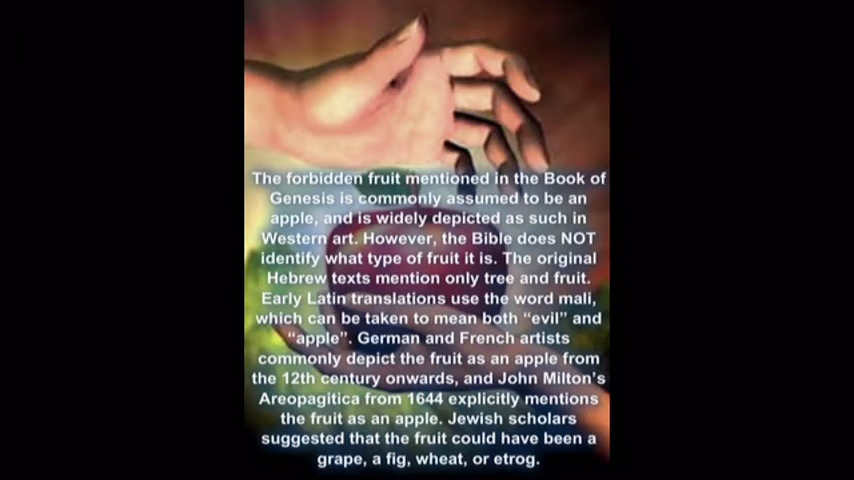 The forbidden fruit mentioned in the Book of
Genesis is commonly assumed to be an
apple, and is widely depicted as such in
Western art. However, the Bible does NOT
identify what type of fruit it is. The original
Hebrew texts mention only tree and fruit.
Early Latin translations use the word mali,
which can be taken to mean both “evil” and
“apple”. German and French artists
commonly depict the fruit as an apple from
the 12th century onwards, and John Milton’s
Areopagitica from 1644 explicitly mentions
the fruit as an apple. Jewish scholars
suggested that the fruit could have been a
grape, a fig, wheat, or etrog.